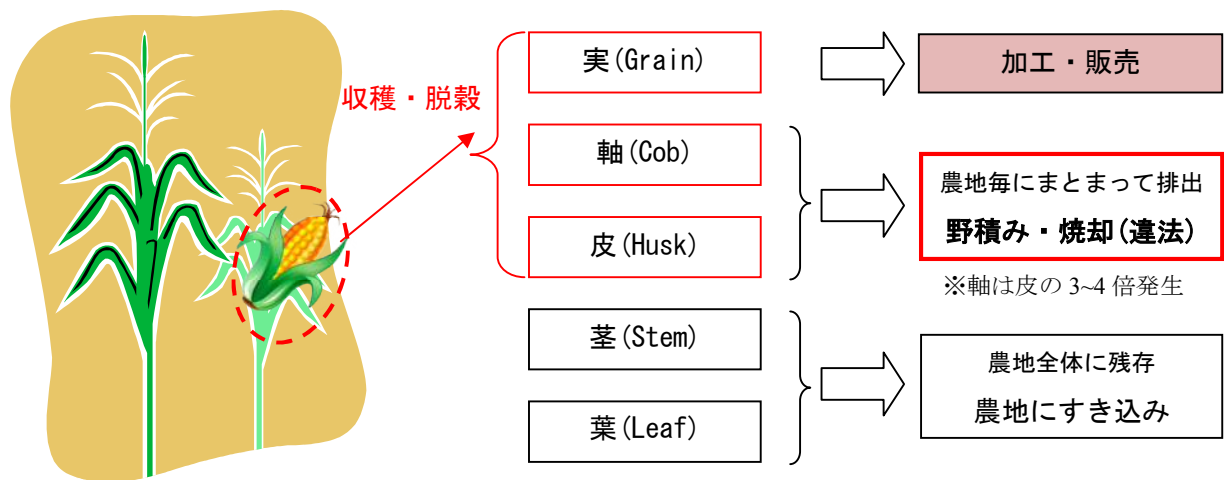 収穫・脱穀
実(Grain)
加工・販売
軸(Cob)
皮(Husk)
農地毎にまとまって排出
野積み・焼却(違法)
※軸は皮の 3~4 倍発生
茎(Stem)
葉(Leaf)
農地全体に残存
農地にすき込み